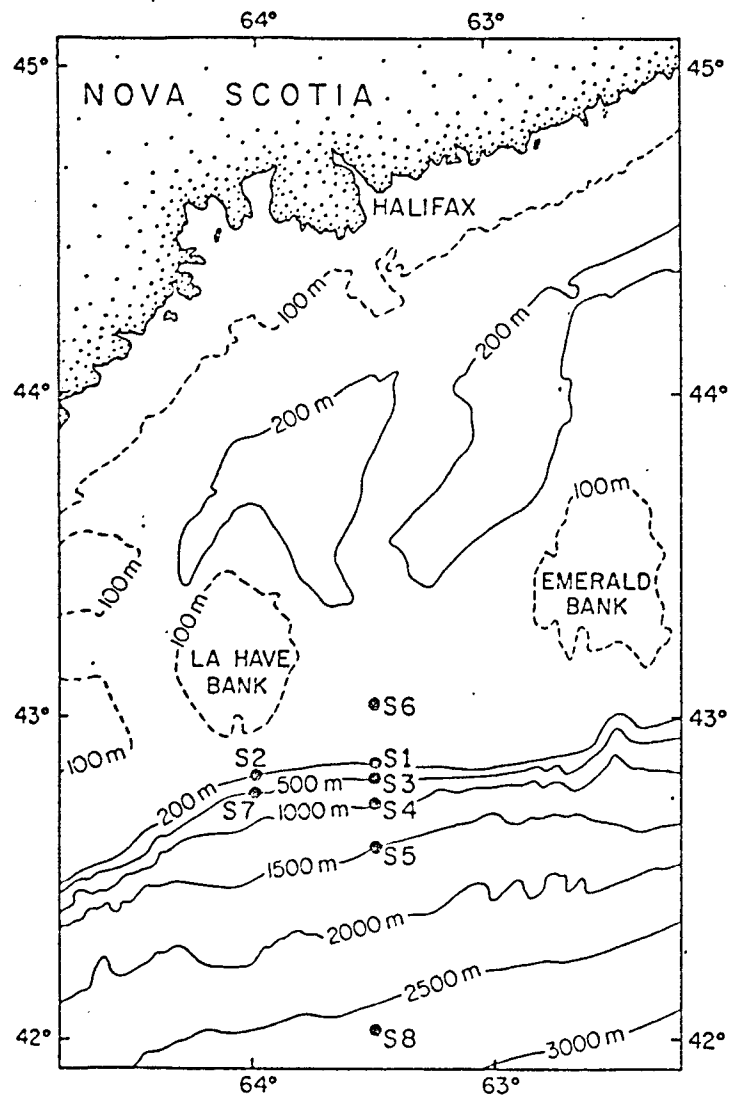 64° 63°
45° 45°
NOVA SCOTIA
HALIFAX
100 m
200 m
44° 44°
200 m
100m
100m
EMERALD
BANK
100m
LA HAVE
BANK
S6
43° 43°
100m
S2 S1
200 m 500 m S3
S7 1000 m S4
1500 m S5
2000 m
2500 m
42° S8 3000 m 42°
64° 63°